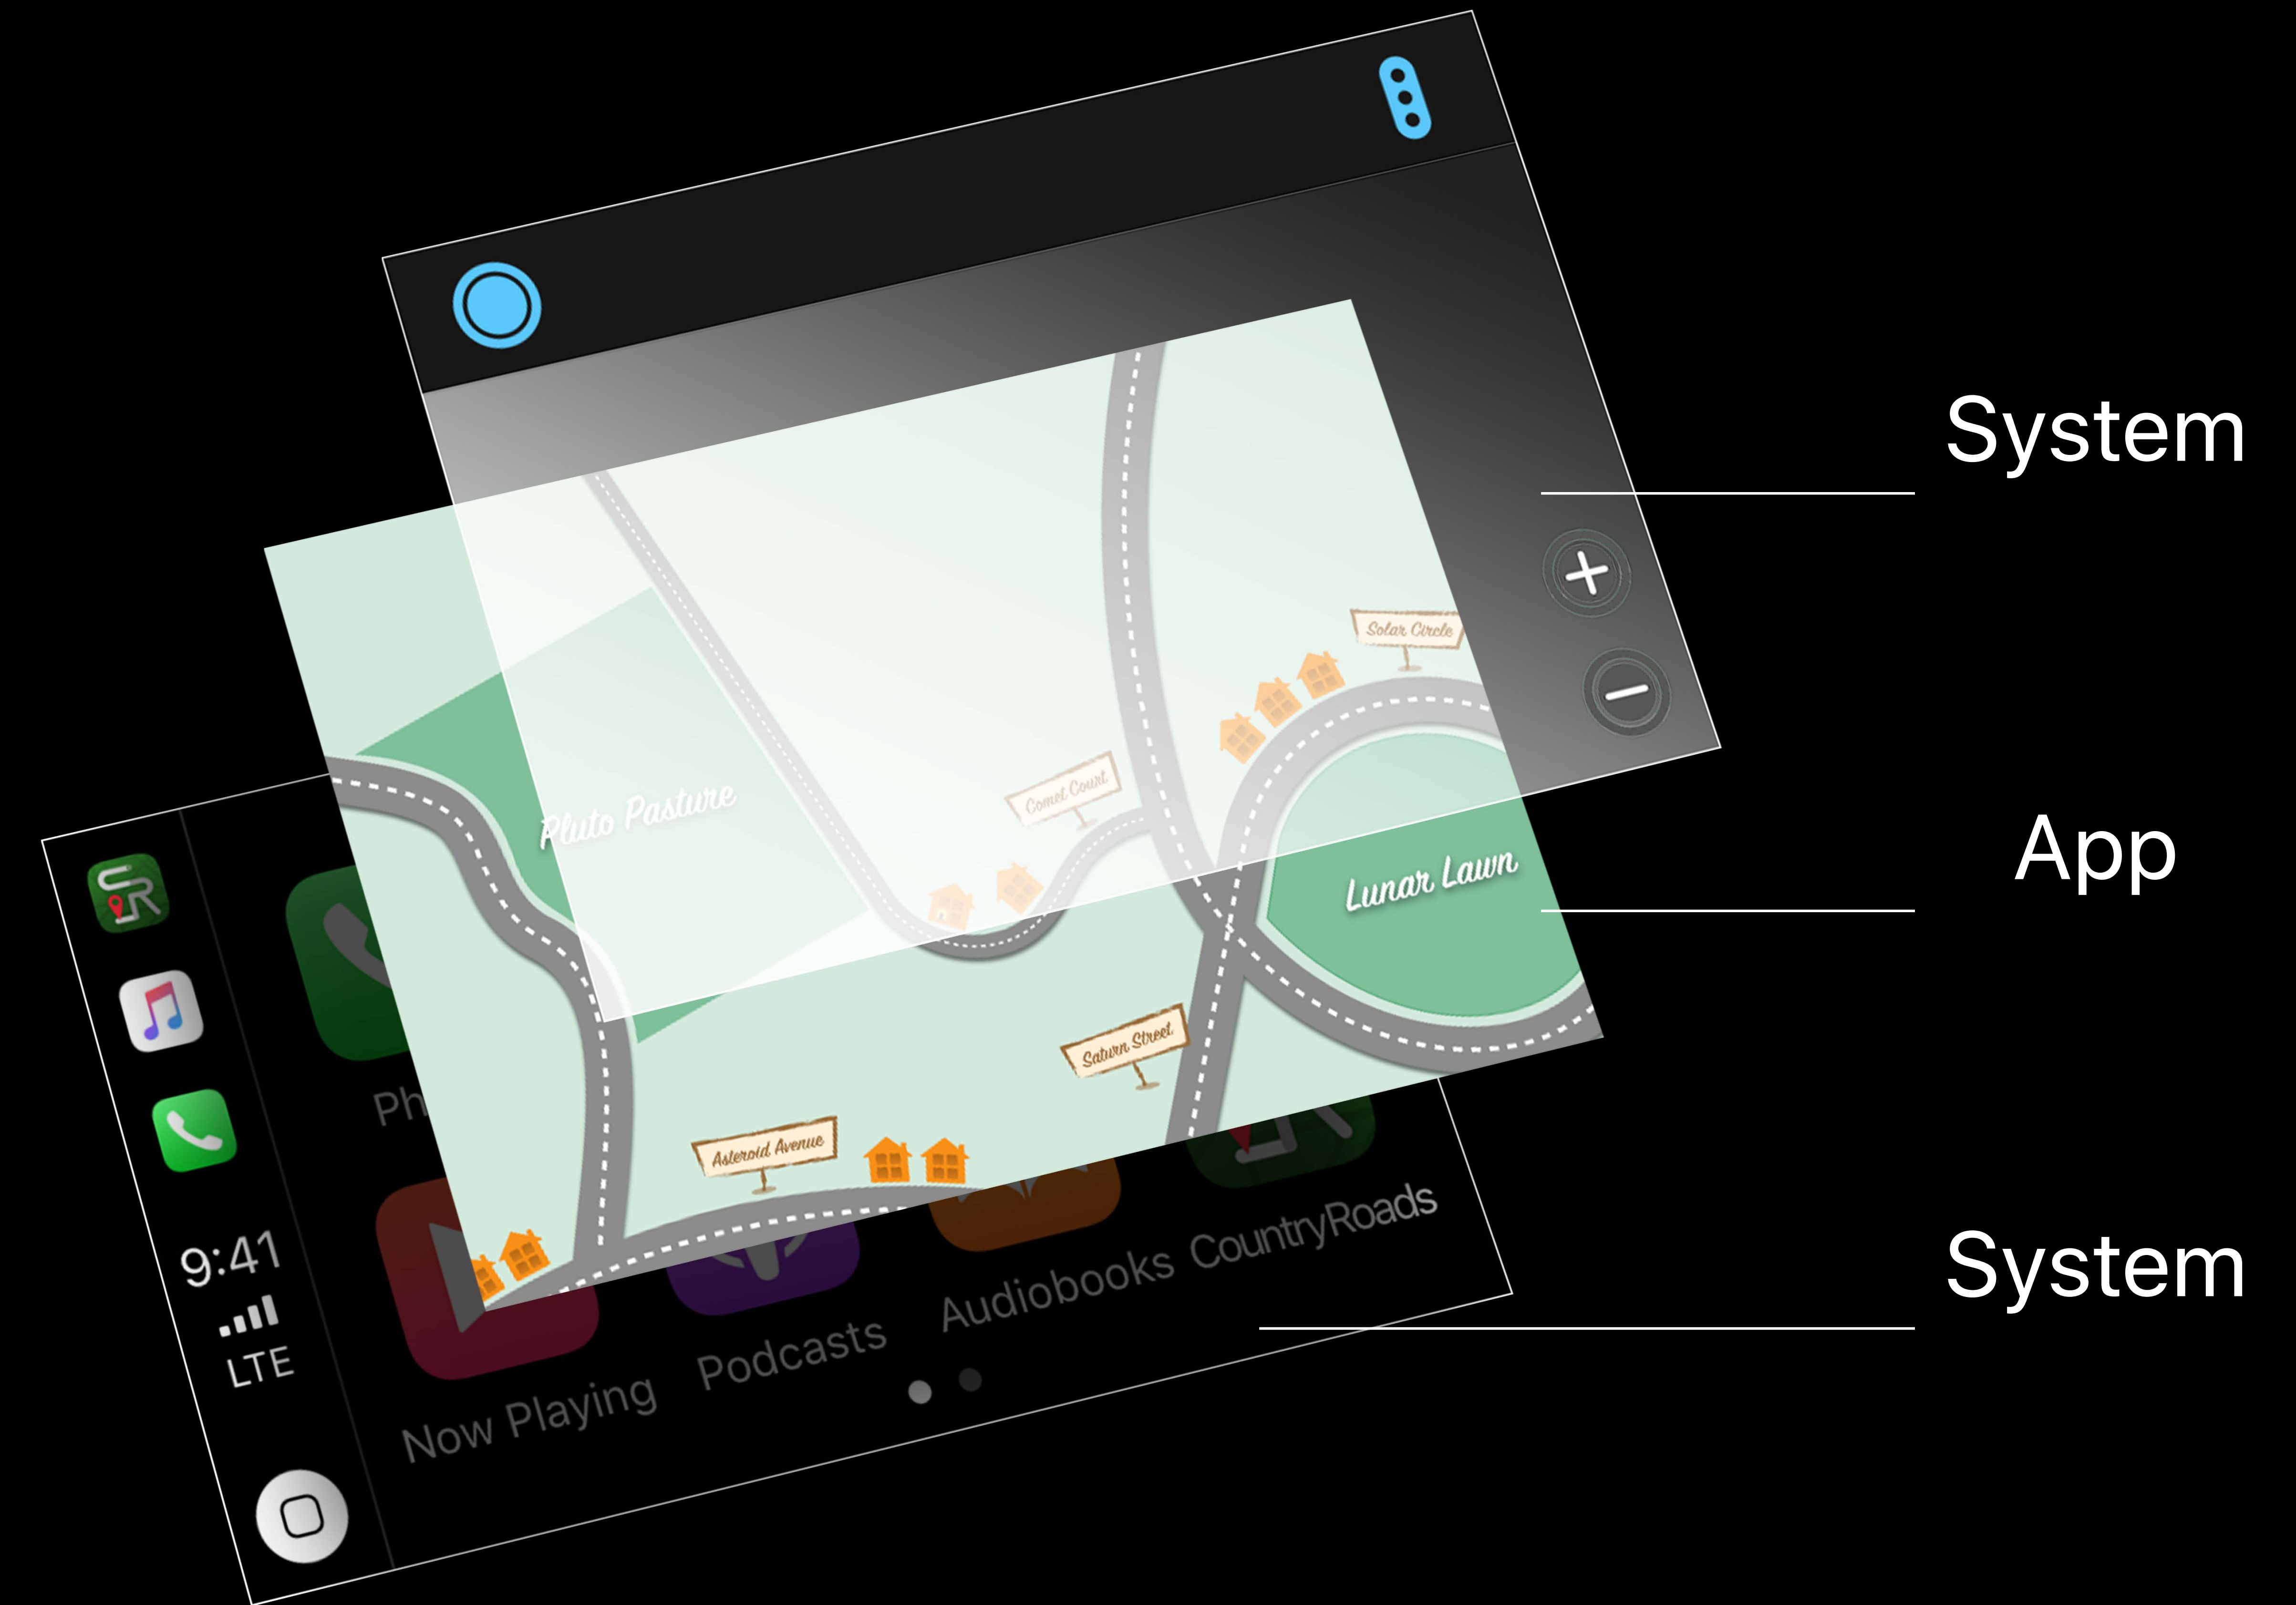 System
Solar Circle
Comet Court
Pluto Pasture
App
Lunar Lawn
Saturn Street
Asteroid Avenue
Ph
9:41
LTE
CountryRoads
Audiobooks
Podcasts
Now Playing
System